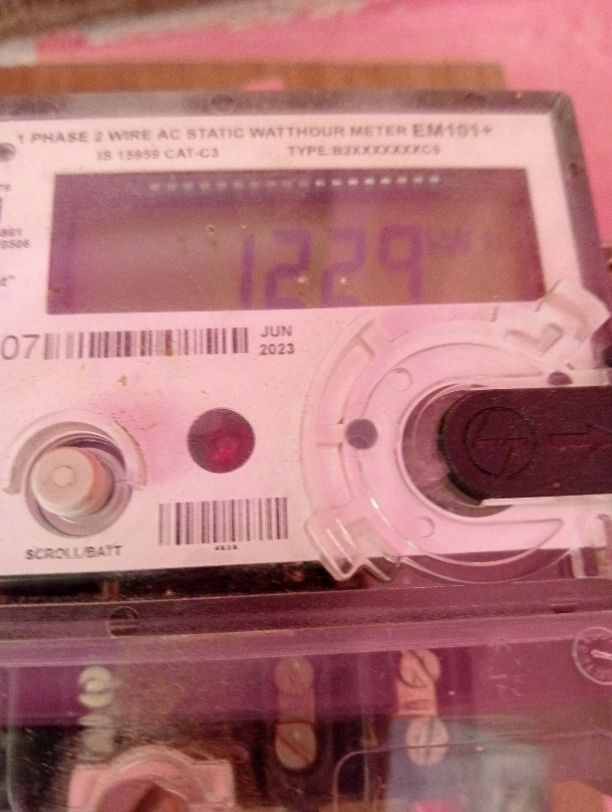 1 PHASE 2 WIRE AC STATIC WATTHOUR METER EM101+
IS 15959 CAT-C3 TYPE:B2XXXXXXXC5
1229
07
JUN
2023
SCROLL/BATT